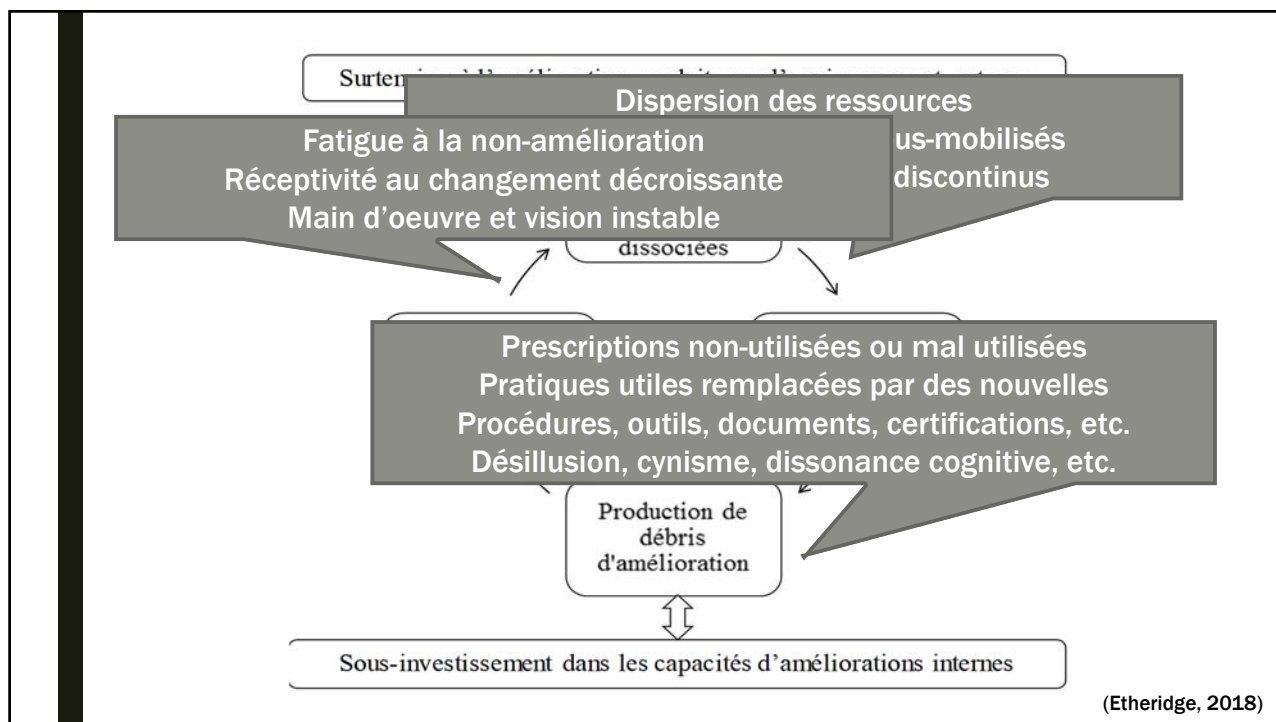 Dispersion des ressources
us-mobilisés
discontinus
Fatigue à la non-amélioration
Réceptivité au changement décroissante
Main d'oeuvre et vision instable
dissociées
Prescriptions non-utilisées ou mal utilisées
Pratiques utiles remplacées par des nouvelles
Procédures, outils, documents, certifications, etc.
Désillusion, cynisme, dissonance cognitive, etc.
Production de
débris
d'amélioration
Sous-investissement dans les capacités d'améliorations internes
(Etheridge, 2018)